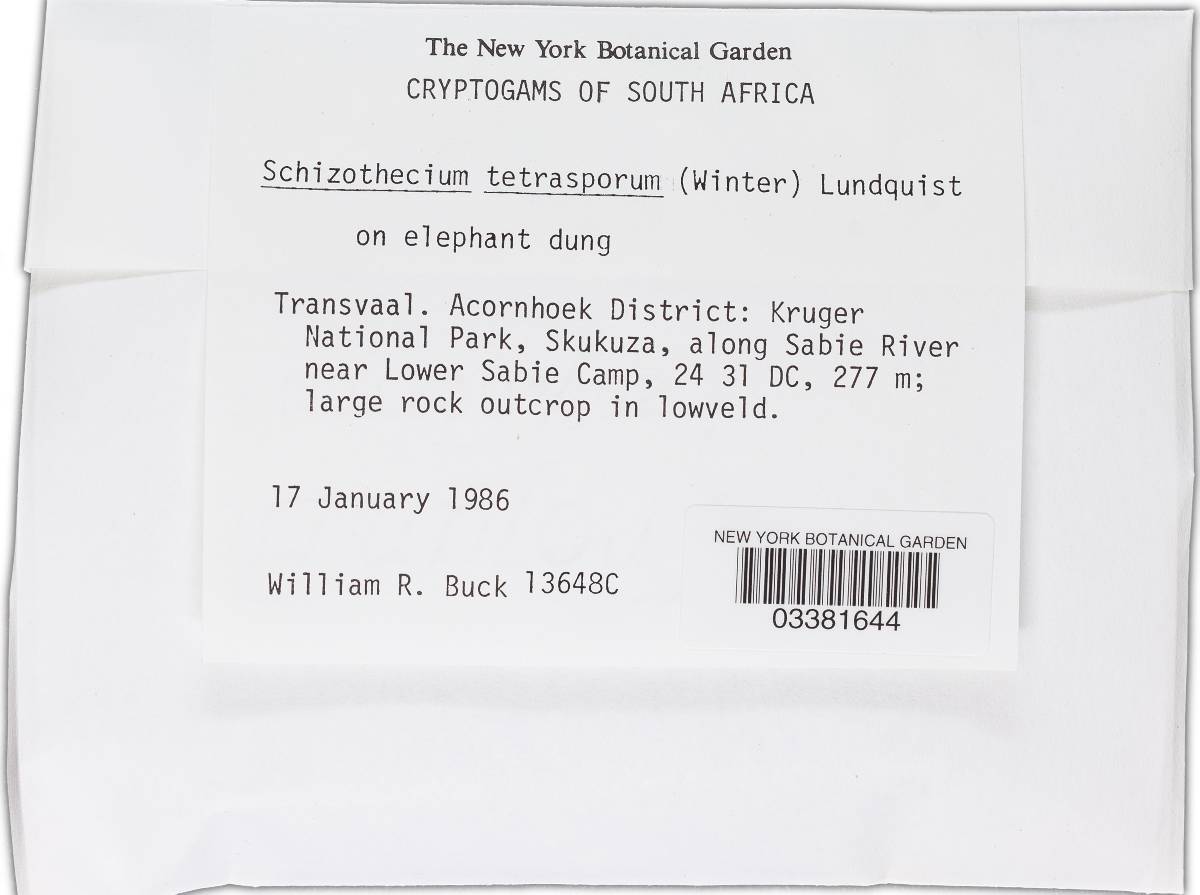 The New York Botanical Garden
CRYPTOGAMS OF SOUTH AFRICA
Schizothecium tetrasporum (Winter) Lundquist
on elephant dung
Transvaal. Acornhoek District: Kruger
National Park, Skukuza, along Sabie River
near Lower Sabie Camp, 24 31 DC, 277 m;
large rock outcrop in lowveld.
17 January 1986
William R. Buck 13648C
NEW YORK BOTANICAL GARDEN
03381644